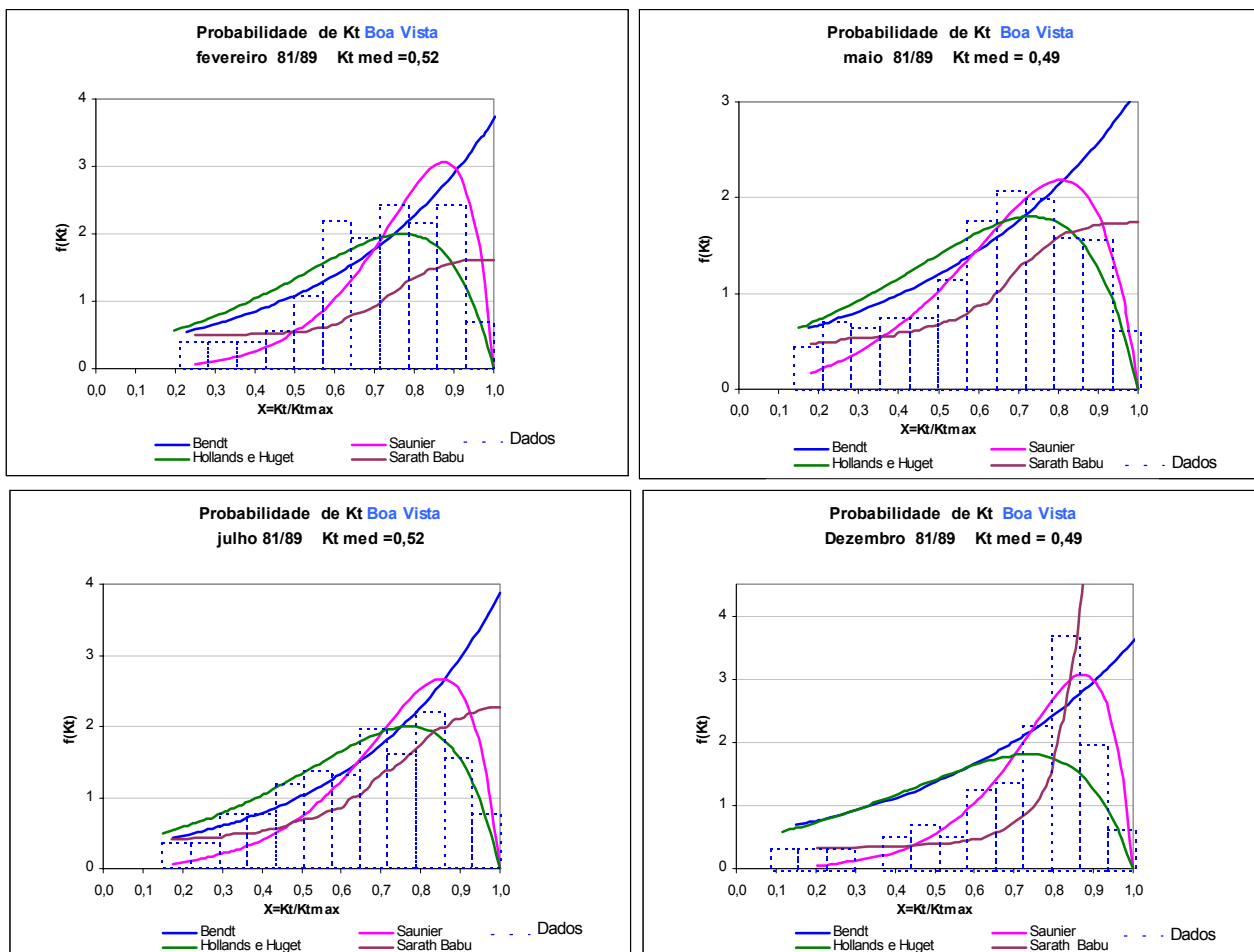 Probabilidade de Kt Boa Vista
fevereiro 81/89 Kt med =0,52
f(Kt)
4
3
2
1
0
0,0 0,1 0,2 0,3 0,4 0,5 0,6 0,7 0,8 0,9 1,0
X=Kt/Ktmax
Bendt Saunier Dados
Hollands e Huget Sarath Babu
Probabilidade de Kt Boa Vista
maio 81/89 Kt med = 0,49
f(Kt)
3
2
1
0
0,0 0,1 0,2 0,3 0,4 0,5 0,6 0,7 0,8 0,9 1,0
X=Kt/Ktmax
Bendt Saunier
Hollands e Huget Sarath Babu Dados
Probabilidade de Kt Boa Vista
julho 81/89 Kt med =0,52
f(Kt)
4
3
2
1
0
0,0 0,1 0,2 0,3 0,4 0,5 0,6 0,7 0,8 0,9 1,0
X=Kt/Ktmax
Bendt Saunier Dados
Hollands e Huget Sarath Babu
Probabilidade de Kt Boa Vista
Dezembro 81/89 Kt med = 0,49
f(Kt)
4
3
2
1
0
0,0 0,1 0,2 0,3 0,4 0,5 0,6 0,7 0,8 0,9 1,0
X=Kt/Ktmax
Bendt Saunier Dados
Hollands e Huget Sarath Babu